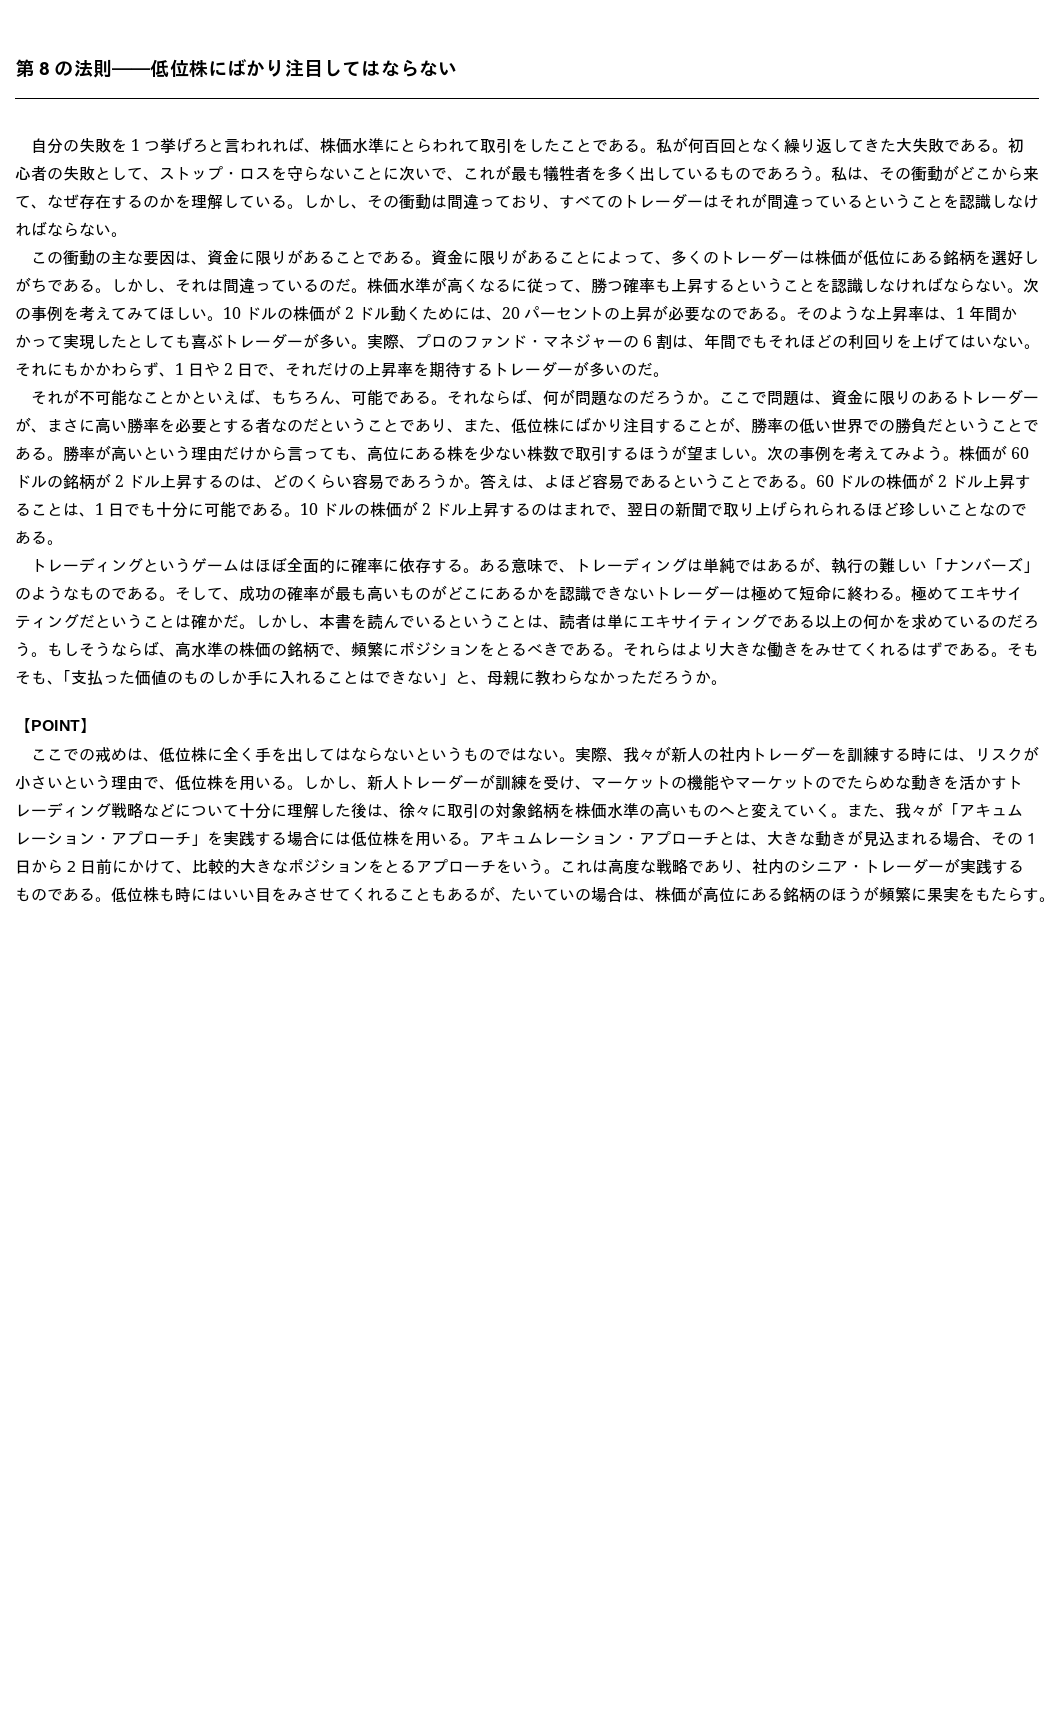 第 8 の法則――低位株にばかり注目してはならない
　自分の失敗を 1 つ挙げろと言われれば、株価水準にとらわれて取引をしたことである。私が何百回となく繰り返してきた大失敗である。初
心者の失敗として、ストップ・ロスを守らないことに次いで、これが最も犠牲者を多く出しているものであろう。私は、その衝動がどこから来
て、なぜ存在するのかを理解している。しかし、その衝動は間違っており、すべてのトレーダーはそれが間違っているということを認識しなけ
ればならない。
　この衝動の主な要因は、資金に限りがあることである。資金に限りがあることによって、多くのトレーダーは株価が低位にある銘柄を選好し
がちである。しかし、それは間違っているのだ。株価水準が高くなるに従って、勝つ確率も上昇するということを認識しなければならない。次
の事例を考えてみてほしい。10 ドルの株価が 2 ドル動くためには、20 パーセントの上昇が必要なのである。そのような上昇率は、1 年間か
かって実現したとしても喜ぶトレーダーが多い。実際、プロのファンド・マネジャーの 6 割は、年間でもそれほどの利回りを上げてはいない。
それにもかかわらず、1 日や 2 日で、それだけの上昇率を期待するトレーダーが多いのだ。
　それが不可能なことかといえば、もちろん、可能である。それならば、何が問題なのだろうか。ここで問題は、資金に限りのあるトレーダー
が、まさに高い勝率を必要とする者なのだということであり、また、低位株にばかり注目することが、勝率の低い世界での勝負だということで
ある。勝率が高いという理由だけから言っても、高位にある株を少ない株数で取引するほうが望ましい。次の事例を考えてみよう。株価が 60
ドルの銘柄が 2 ドル上昇するのは、どのくらい容易であろうか。答えは、よほど容易であるということである。60 ドルの株価が 2 ドル上昇す
ることは、1 日でも十分に可能である。10 ドルの株価が 2 ドル上昇するのはまれで、翌日の新聞で取り上げられられるほど珍しいことなので
ある。
　トレーディングというゲームはほぼ全面的に確率に依存する。ある意味で、トレーディングは単純ではあるが、執行の難しい「ナンバーズ」
のようなものである。そして、成功の確率が最も高いものがどこにあるかを認識できないトレーダーは極めて短命に終わる。極めてエキサイ
ティングだということは確かだ。しかし、本書を読んでいるということは、読者は単にエキサイティングである以上の何かを求めているのだろ
う。もしそうならば、高水準の株価の銘柄で、頻繁にポジションをとるべきである。それらはより大きな働きをみせてくれるはずである。そも
そも、「支払った価値のものしか手に入れることはできない」と、母親に教わらなかっただろうか。
【POINT】
　ここでの戒めは、低位株に全く手を出してはならないというものではない。実際、我々が新人の社内トレーダーを訓練する時には、リスクが
小さいという理由で、低位株を用いる。しかし、新人トレーダーが訓練を受け、マーケットの機能やマーケットのでたらめな動きを活かすト
レーディング戦略などについて十分に理解した後は、徐々に取引の対象銘柄を株価水準の高いものへと変えていく。また、我々が「アキュム
レーション・アプローチ」を実践する場合には低位株を用いる。アキュムレーション・アプローチとは、大きな動きが見込まれる場合、その 1
日から 2 日前にかけて、比較的大きなポジションをとるアプローチをいう。これは高度な戦略であり、社内のシニア・トレーダーが実践する
ものである。低位株も時にはいい目をみさせてくれることもあるが、たいていの場合は、株価が高位にある銘柄のほうが頻繁に果実をもたらす。